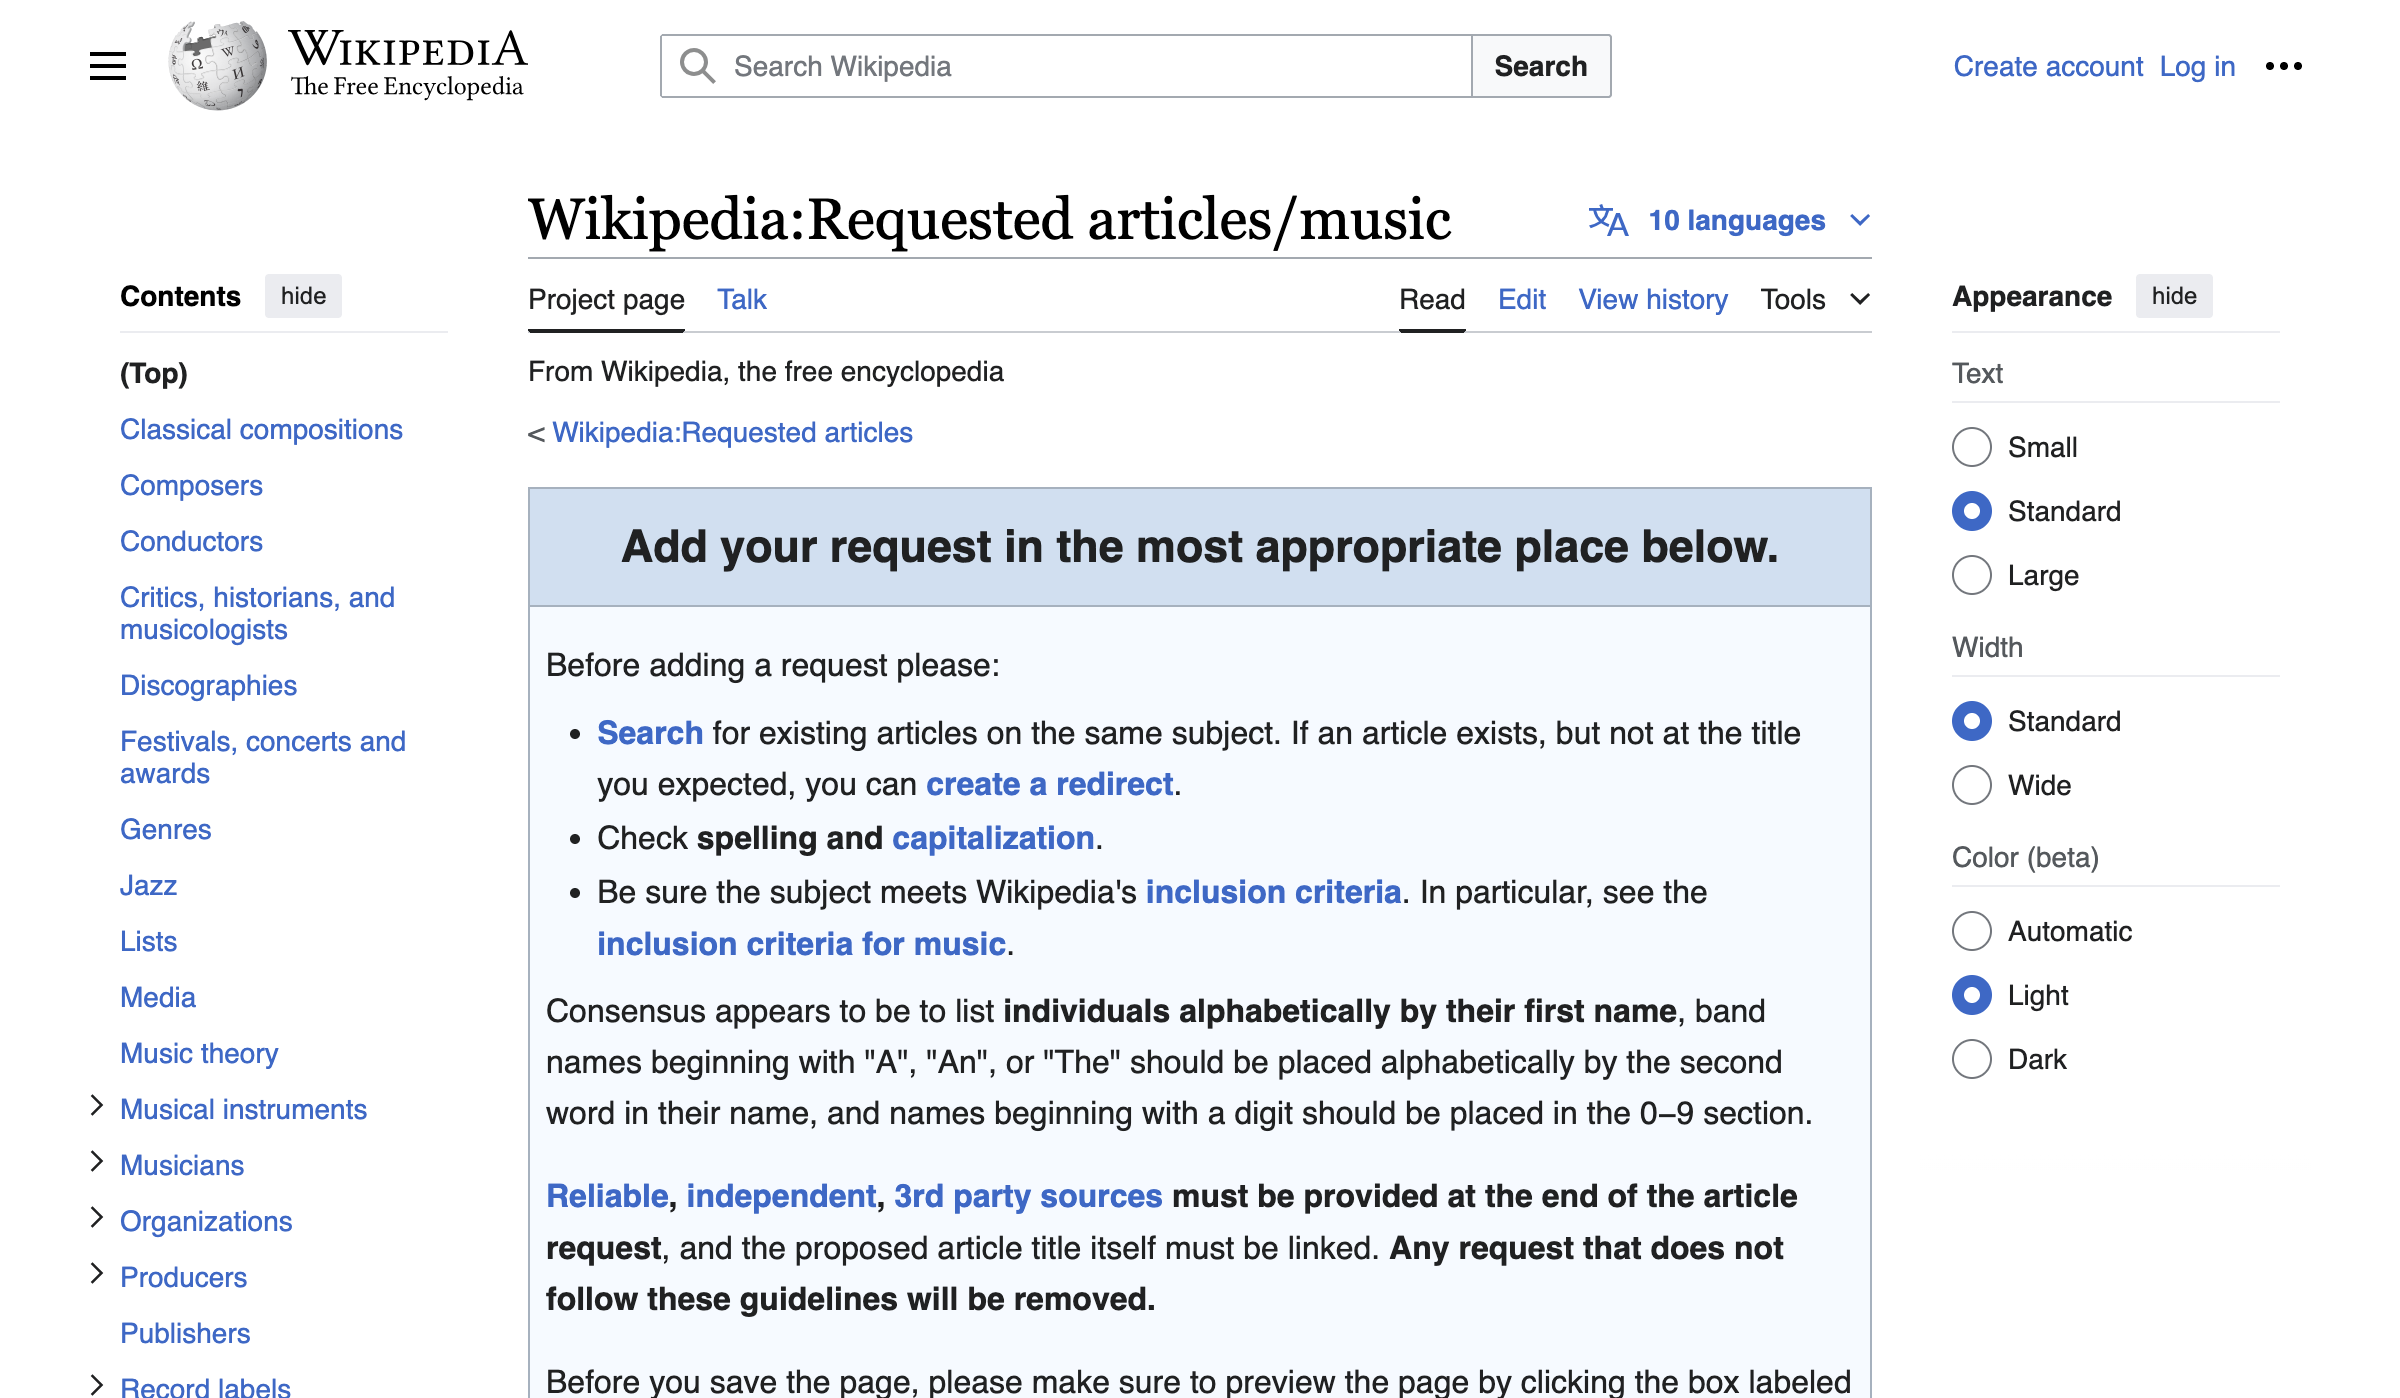 WIKIPEDIA
The Free Encyclopedia
Search Wikipedia
Search
Create account Log in
Wikipedia:Requested articles/music
10 languages
Contents hide
Project page Talk
Read Edit View history Tools
From Wikipedia, the free encyclopedia
< Wikipedia:Requested articles
(Top)
Classical compositions
Composers
Conductors
Critics, historians, and
musicologists
Discographies
Festivals, concerts and
awards
Genres
Jazz
Lists
Media
Music theory
Musical instruments
Musicians
Organizations
Producers
Publishers
Record labels
Add your request in the most appropriate place below.
Before adding a request please:
• Search for existing articles on the same subject. If an article exists, but not at the title
you expected, you can create a redirect.
• Check spelling and capitalization.
• Be sure the subject meets Wikipedia's inclusion criteria. In particular, see the
inclusion criteria for music.
Consensus appears to be to list individuals alphabetically by their first name, band
names beginning with "A", "An", or "The" should be placed alphabetically by the second
word in their name, and names beginning with a digit should be placed in the 0–9 section.
Reliable, independent, 3rd party sources must be provided at the end of the article
request, and the proposed article title itself must be linked. Any request that does not
follow these guidelines will be removed.
Before you save the page, please make sure to preview the page by clicking the box labeled
Appearance hide
Text
Small
Standard
Large
Width
Standard
Wide
Color (beta)
Automatic
Light
Dark